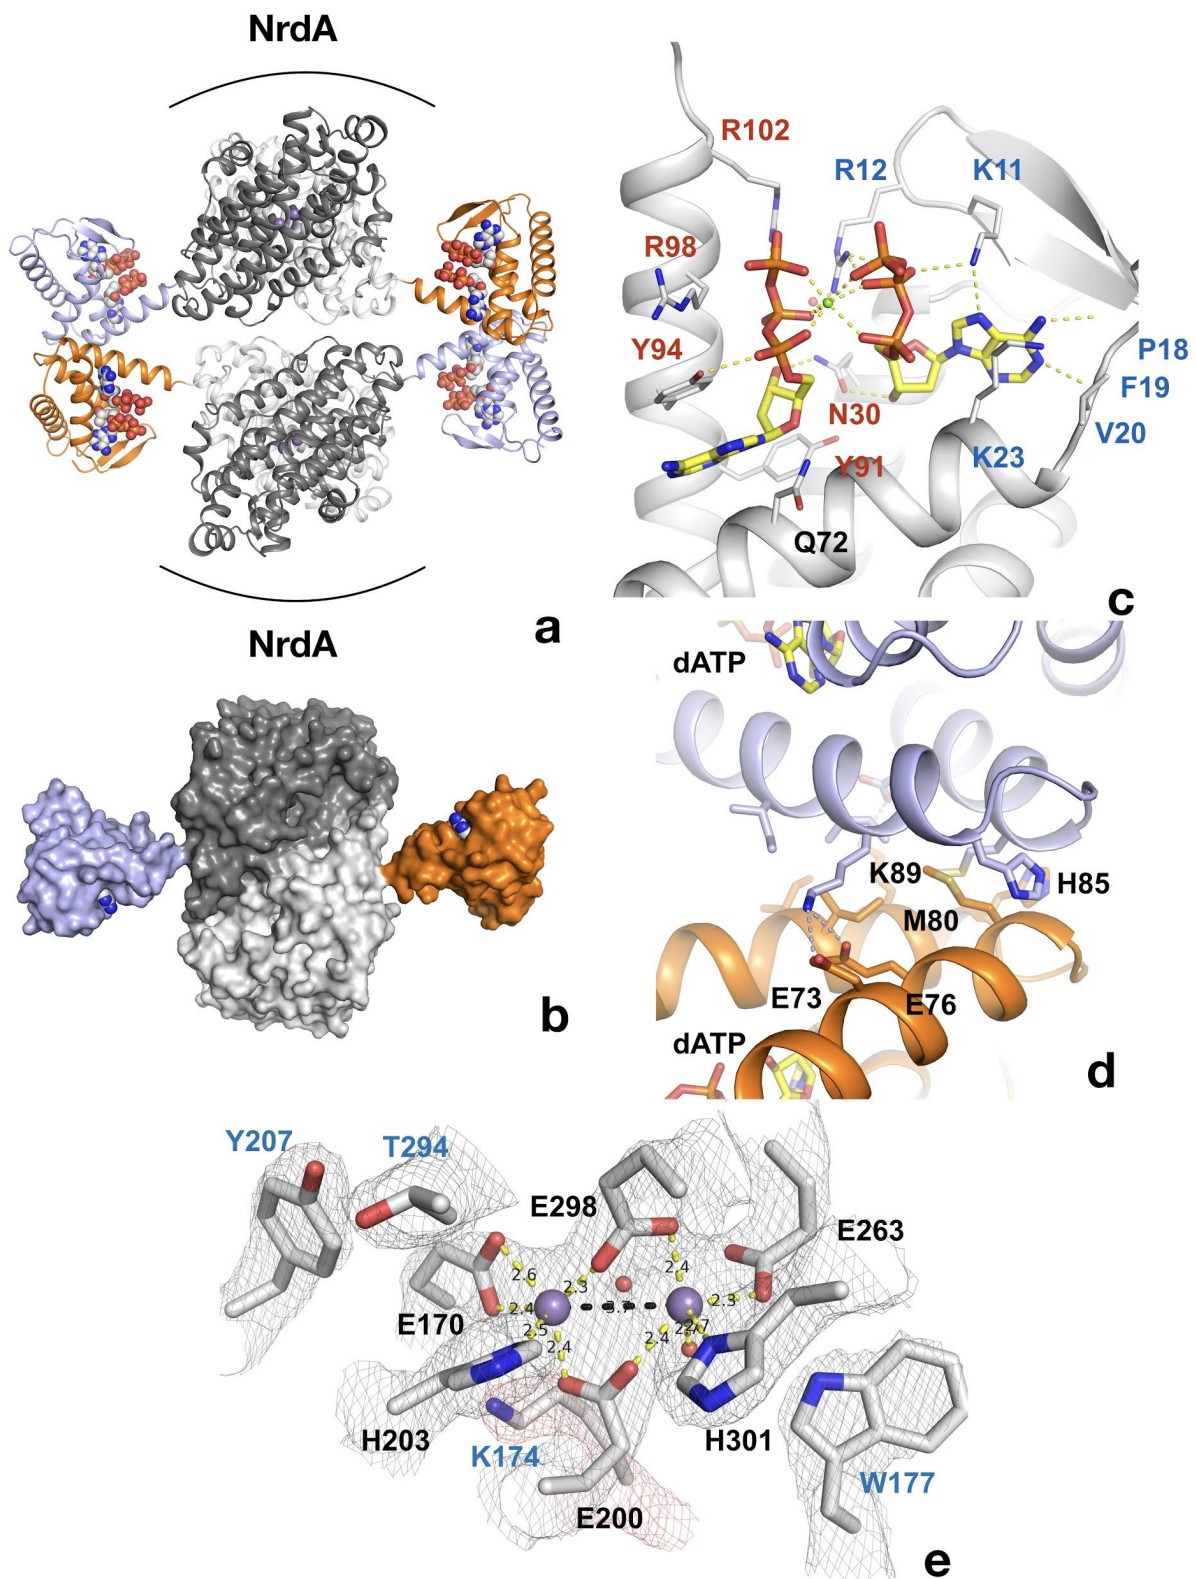 NrdA
NrdA
a
b
R102
R12
K11
R98
Y94
P18
F19
N30
V20
Y91
K23
Q72
c
dATP
K89
H85
M80
E73
E76
dATP
d
Y207
T294
E298
E263
2.6
2.3
2.4
2.4
3.7
2.3
E170
2.5
2.4
2.4
H203
K174
H301
W177
E200
e